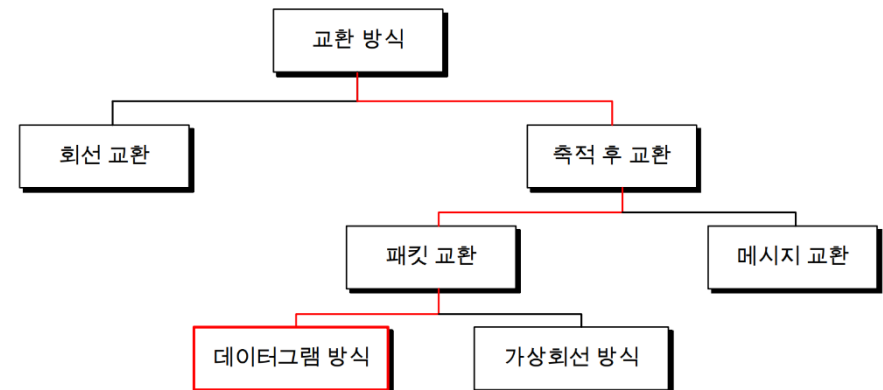 교환 방식
회선 교환
축적 후 교환
패킷 교환
메시지 교환
데이터그램 방식
가상회선 방식